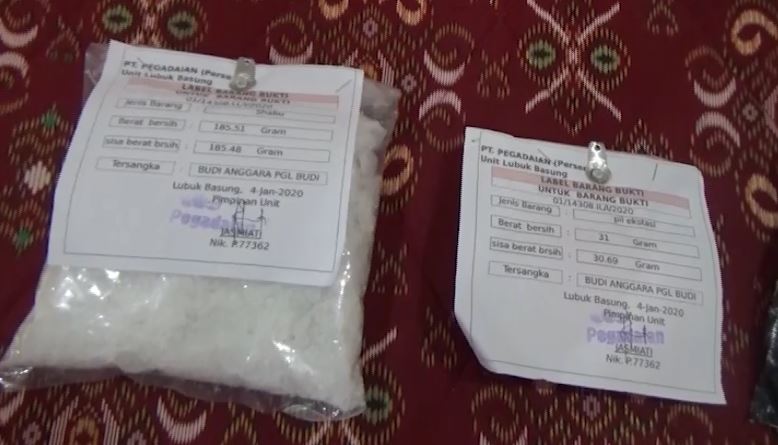 PT. PEGADAIAN (Perse
Unit Lubuk Basung
LABEL BARANG BUKTI
UNTUK BARANG BUKTI
Jenis Barang : Shabu
Berat bersih : 185.51 Gram
sisa berat brsih : 185.48 Gram
Tersangka : BUDI ANGGARA PGL BUDI
Lubuk Basung, 4-Jan-2020
Pimpinan Unit
Pegadaian
JASMIATI
Nik. P.77362
PT. PEGADAIAN (Perse
Unit Lubuk Basung
LABEL BARANG BUKTI
UNTUK BARANG BUKTI
Jenis Barang : pil ekstasi
Berat bersih : 31 Gram
sisa berat brsih : 30.69 Gram
Tersangka : BUDI ANGGARA PGL BUDI
Lubuk Basung, 4-Jan-2020
Pimpinan Unit
Pegadaian
JASMIATI
Nik. P.77362